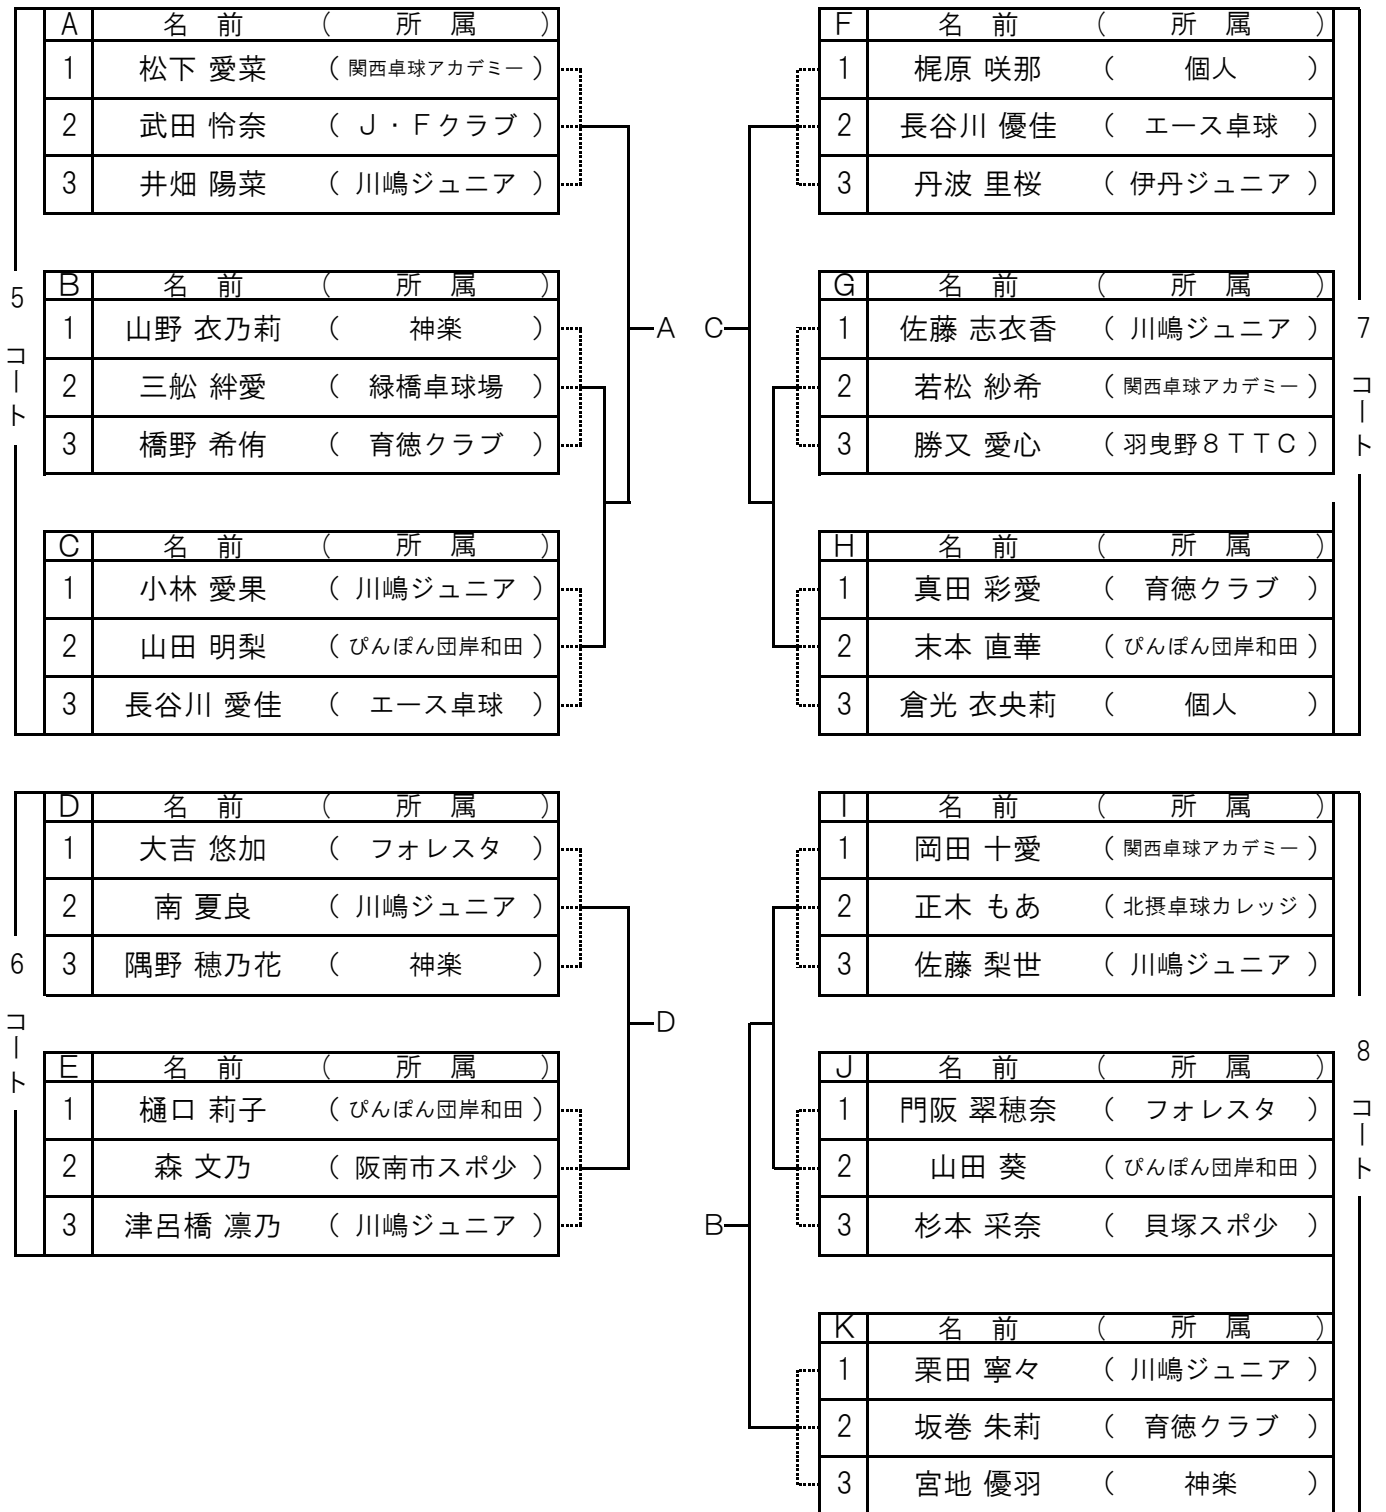 A 名 前 （ 所 属 ）
1 松下 愛菜 （ 関西卓球アカデミー ）
2 武田 怜奈 （ Ｊ・Ｆクラブ ）
3 井畑 陽菜 （ 川嶋ジュニア ）
B 名 前 （ 所 属 ）
1 山野 衣乃莉 （ 神楽 ）
2 三舩 絆愛 （ 緑橋卓球場 ）
3 橋野 希侑 （ 育徳クラブ ）
C 名 前 （ 所 属 ）
1 小林 愛果 （ 川嶋ジュニア ）
2 山田 明梨 （ ぴんぽん団岸和田 ）
3 長谷川 愛佳 （ エース卓球 ）
5コート
A
D 名 前 （ 所 属 ）
1 大吉 悠加 （ フォレスタ ）
2 南 夏良 （ 川嶋ジュニア ）
3 隅野 穂乃花 （ 神楽 ）
E 名 前 （ 所 属 ）
1 樋口 莉子 （ ぴんぽん団岸和田 ）
2 森 文乃 （ 阪南市スポ少 ）
3 津呂橋 凛乃 （ 川嶋ジュニア ）
6コート
D
F 名 前 （ 所 属 ）
1 梶原 咲那 （ 個人 ）
2 長谷川 優佳 （ エース卓球 ）
3 丹波 里桜 （ 伊丹ジュニア ）
G 名 前 （ 所 属 ）
1 佐藤 志衣香 （ 川嶋ジュニア ）
2 若松 紗希 （ 関西卓球アカデミー ）
3 勝又 愛心 （ 羽曳野８ＴＴＣ ）
H 名 前 （ 所 属 ）
1 真田 彩愛 （ 育徳クラブ ）
2 末本 直華 （ ぴんぽん団岸和田 ）
3 倉光 衣央莉 （ 個人 ）
7コート
C
I 名 前 （ 所 属 ）
1 岡田 十愛 （ 関西卓球アカデミー ）
2 正木 もあ （ 北摂卓球カレッジ ）
3 佐藤 梨世 （ 川嶋ジュニア ）
J 名 前 （ 所 属 ）
1 門阪 翠穂奈 （ フォレスタ ）
2 山田 葵 （ ぴんぽん団岸和田 ）
3 杉本 采奈 （ 貝塚スポ少 ）
K 名 前 （ 所 属 ）
1 栗田 寧々 （ 川嶋ジュニア ）
2 坂巻 朱莉 （ 育徳クラブ ）
3 宮地 優羽 （ 神楽 ）
8コート
B